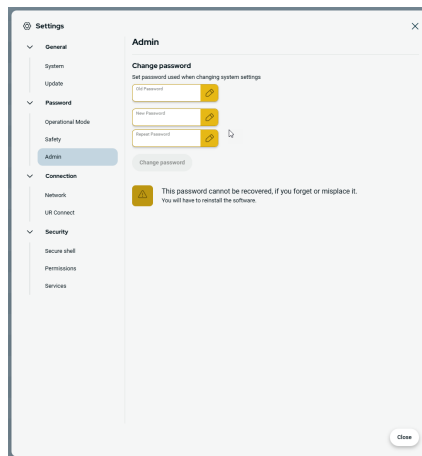 Settings
General
System
Update
Password
Operational Mode
Safety
Admin
Connection
Network
UR Connect
Security
Secure shell
Permissions
Services
Admin
Change password
Set password used when changing system settings
Old Password
New Password
Repeat Password
Change password
This password cannot be recovered, if you forget or misplace it.
You will have to reinstall the software.
Close